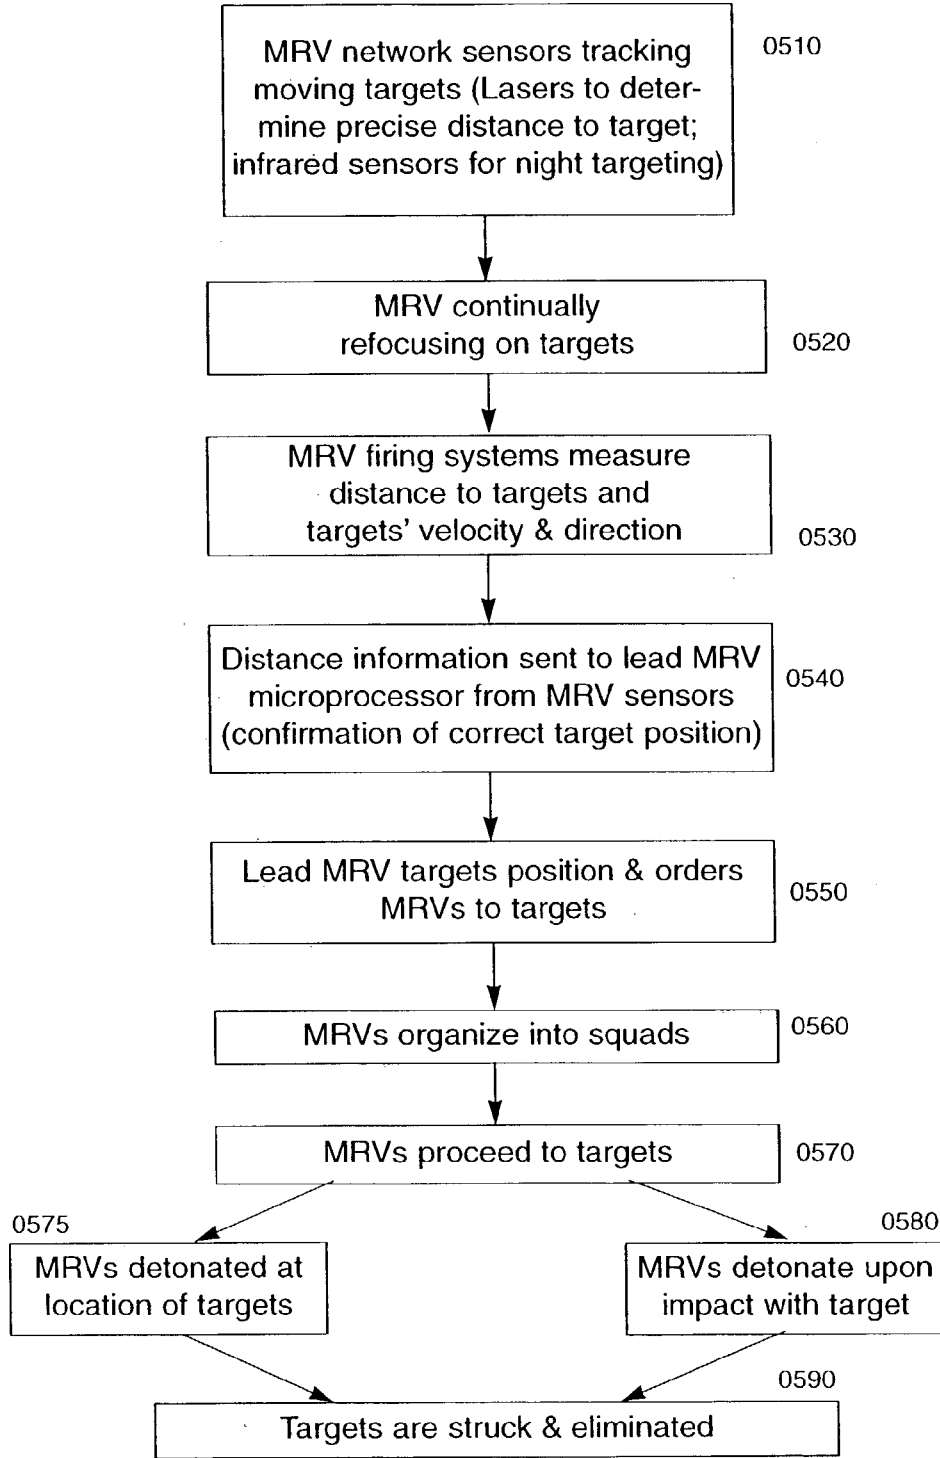 MRV network sensors tracking
moving targets (Lasers to deter-
mine precise distance to target;
infrared sensors for night targeting)
0510
MRV continually
refocusing on targets
0520
MRV firing systems measure
distance to targets and
targets' velocity & direction
0530
Distance information sent to lead MRV
microprocessor from MRV sensors
(confirmation of correct target position)
0540
Lead MRV targets position & orders
MRVs to targets
0550
MRVs organize into squads
0560
MRVs proceed to targets
0570
0575
MRVs detonated at
location of targets
0580
MRVs detonate upon
impact with target
0590
Targets are struck & eliminated